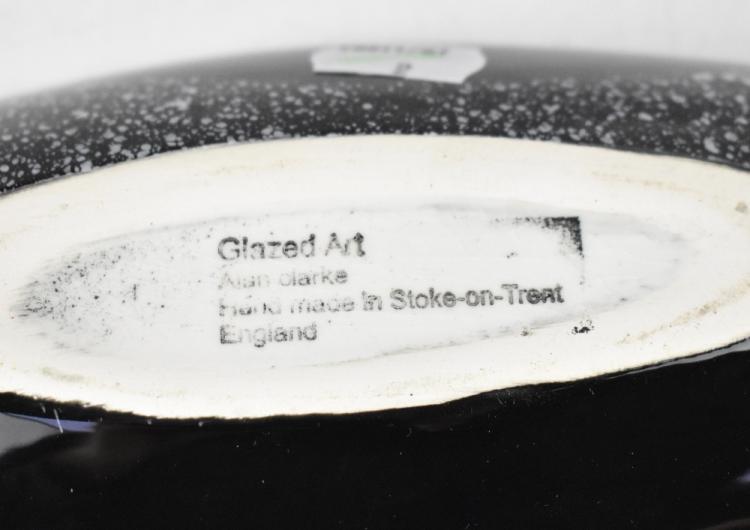 Glazed Art
Alan clarke
Hand made in Stoke-on-Trent
England